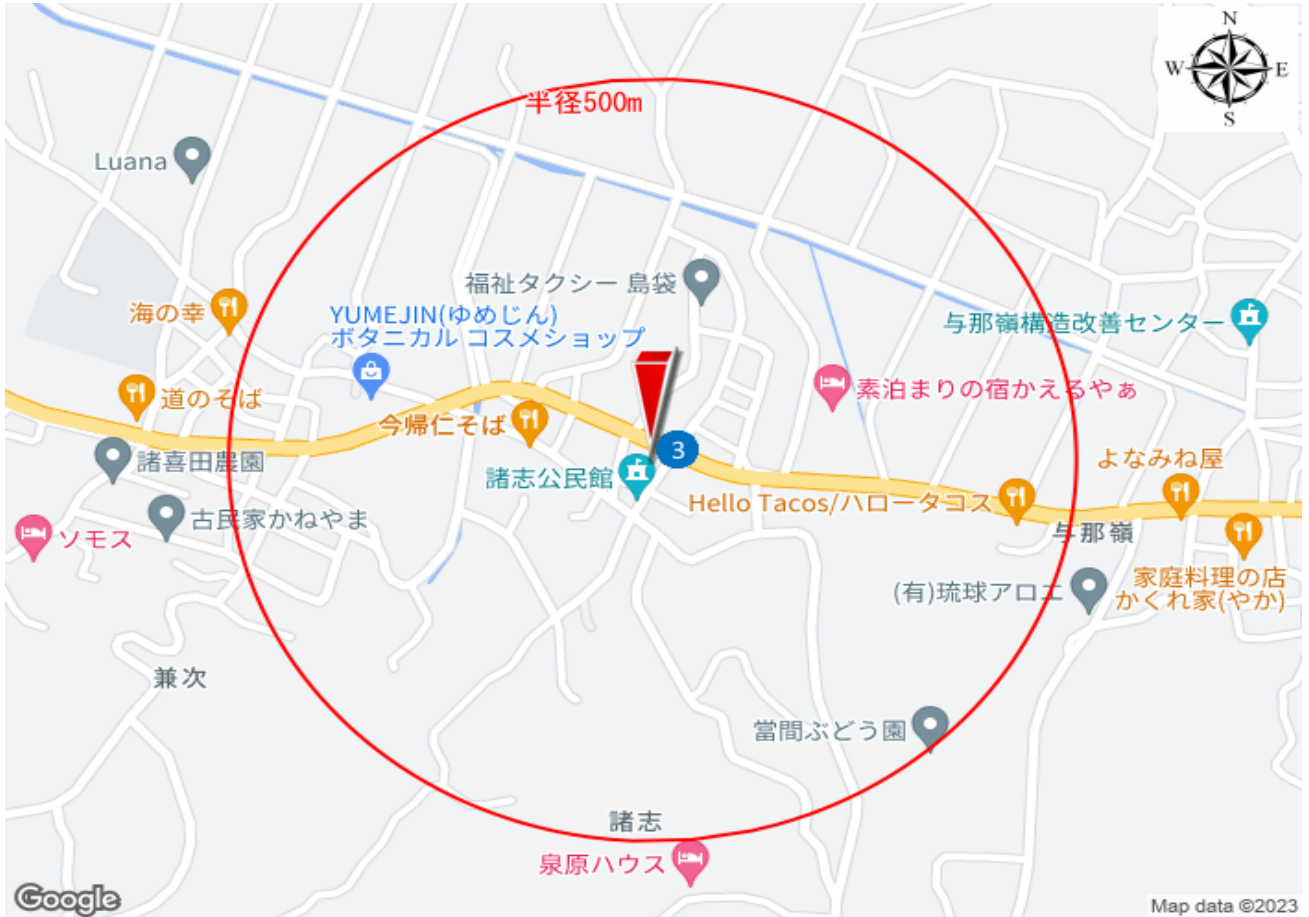 N
W
E
S
半径500m
Luana
福祉タクシー 島袋
海の幸
YUMEJIN(ゆめじん)
ボタニカル コスメショップ
与那嶺構造改善センター
道のそば
素泊まりの宿かえるやぁ
今帰仁そば
3
諸喜田農園
諸志公民館
よなみね屋
Hello Tacos/ハロータコス
古民家かねやま
ソモス
与那嶺
家庭料理の店
かくれ家(やか)
(有)琉球アロエ
兼次
當間ぶどう園
諸志
泉原ハウス
Google
Map data ©2023